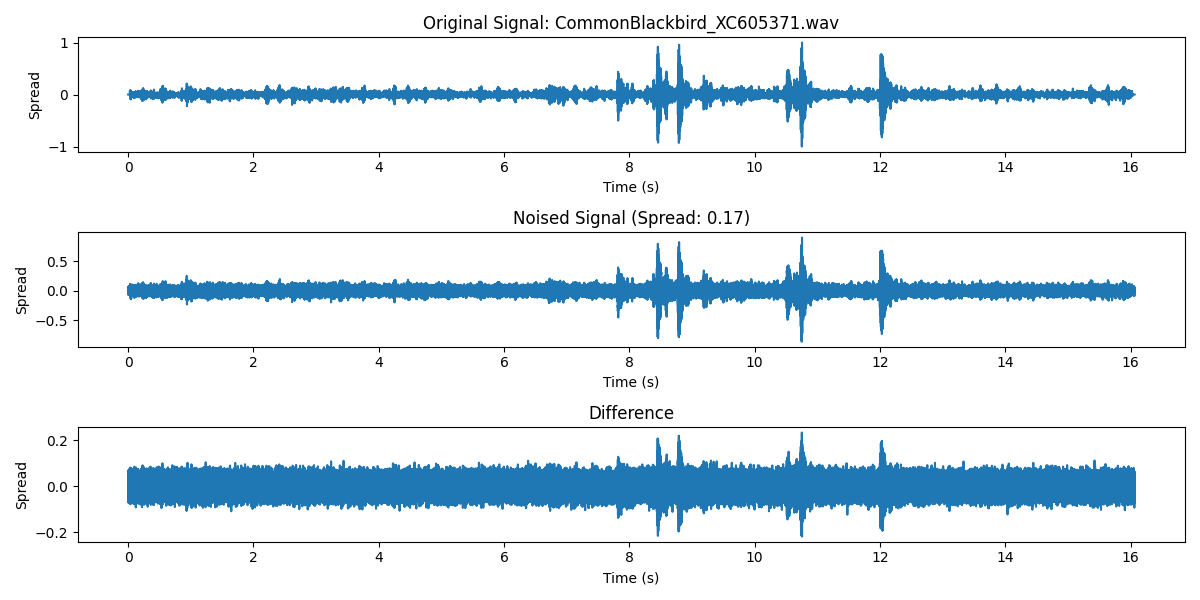 Original Signal: CommonBlackbird_XC605371.wav
Spread
1
0
−1
0 2 4 6 8 10 12 14 16
Time (s)
Noised Signal (Spread: 0.17)
Spread
0.5
0.0
−0.5
0 2 4 6 8 10 12 14 16
Time (s)
Difference
Spread
0.2
0.0
−0.2
0 2 4 6 8 10 12 14 16
Time (s)